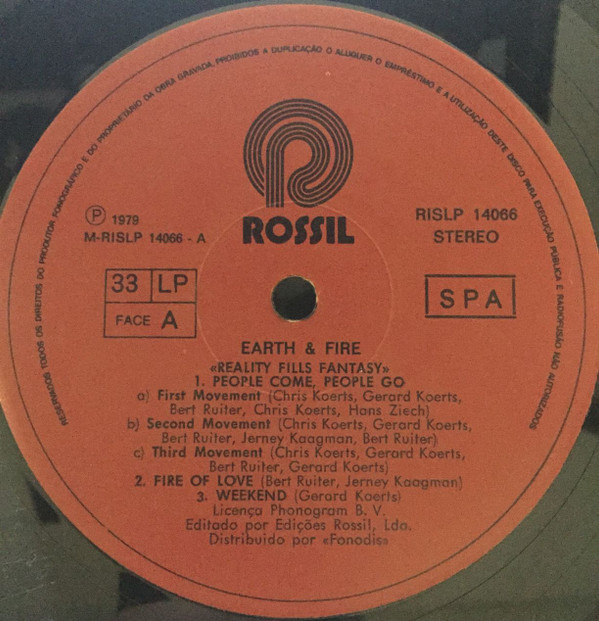 RESERVADOS TODOS OS DIREITOS DO PRODUTOR FONOGRÁFICO E DO PROPRIETÁRIO DA OBRA GRAVADA, PROIBIDOS A DUPLICAÇÃO O ALUGUER O EMPRÉSTIMO E A UTILIZAÇÃO DESTE DISCO PARA EXECUÇÃO PÚBLICA E RADIOFUSÃO NÃO AUTORIZADOS
ROSSIL
Ⓟ 1979
M-RISLP 14066 - A
RISLP 14066
STEREO
33 LP
FACE A
SPA
EARTH & FIRE
«REALITY FILLS FANTASY»
1. PEOPLE COME, PEOPLE GO
a) First Movement (Chris Koerts, Gerard Koerts,
Bert Ruiter, Chris Koerts, Hans Ziech)
b) Second Movement (Chris Koerts, Gerard Koerts,
Bert Ruiter, Jerney Kaagman, Bert Ruiter)
c) Third Movement (Chris Koerts, Gerard Koerts,
Bert Ruiter, Gerard Koerts)
2. FIRE OF LOVE (Bert Ruiter, Jerney Kaagman)
3. WEEKEND (Gerard Koerts)
Licença Phonogram B. V.
Editado por Edições Rossil, Lda.
Distribuido por «Fonodis»